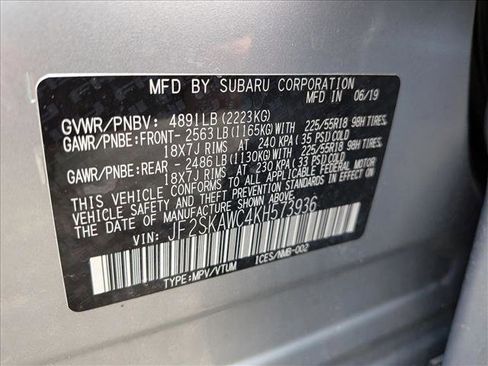 MFD BY SUBARU CORPORATION
MFD IN 06/19
GVWR/PNBV: 4891LB(2223KG)
GAWR/PNBE:FRONT-2563LB(1165KG)WITH 225/55R18 98H TIRES
18X7J RIMS AT 240 KPA(35 PSI)COLD
GAWR/PNBE:REAR -2486LB(1130KG)WITH 225/55R18 98H TIRES
18X7J RIMS AT 230 KPA(33 PSI)COLD
THIS VEHICLE CONFORMS TO ALL APPLICABLE FEDERAL MOTOR
VEHICLE SAFETY, BUMPER, AND THEFT PREVENTION STANDARDS
IN EFFECT ON THE DATE OF MANUFACTURE SHOWN ABOVE.
VIN: JF2SKAWC4KH573936
TYPE:MPV/VTUM ICES/NMB-002